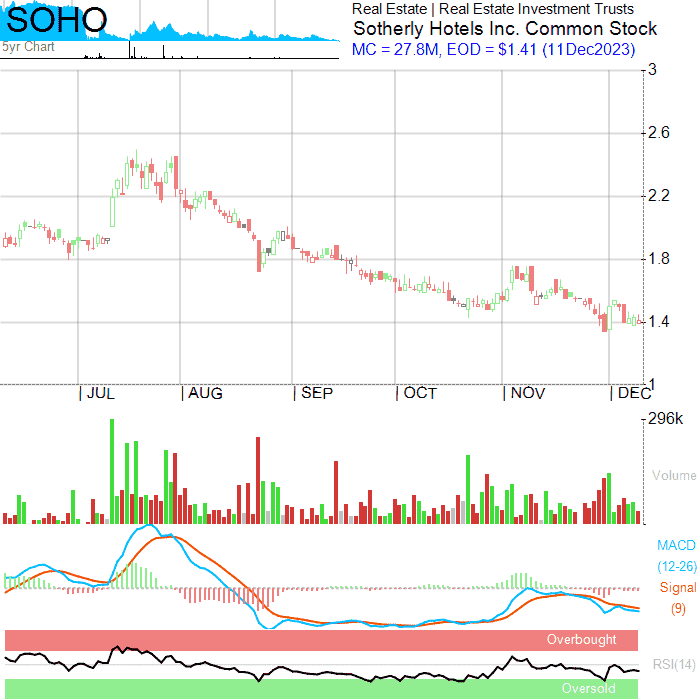 SOHO
5yr Chart
Real Estate | Real Estate Investment Trusts
Sotherly Hotels Inc. Common Stock
MC = 27.8M, EOD = $1.41 (11Dec2023)
3
2.6
2.2
1.8
1.4
1
JUL AUG SEP OCT NOV DEC
296k
Volume
MACD
(12-26)
Signal
(9)
Overbought
RSI(14)
Oversold